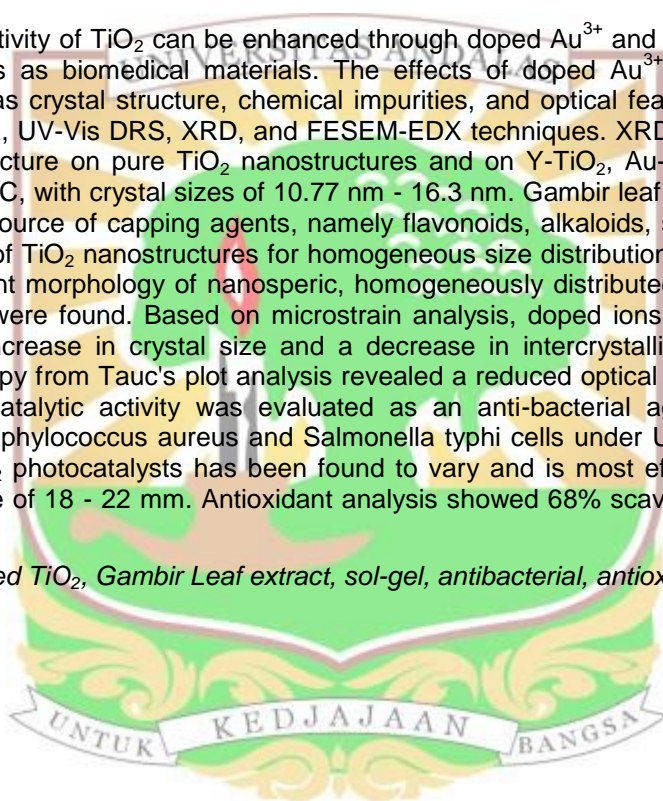 tivity of TiO₂ can be enhanced through doped Au³⁺ and
UNIVERSITAS ANDALAS
s as biomedical materials. The effects of doped Au³⁺
as crystal structure, chemical impurities, and optical fea
, UV-Vis DRS, XRD, and FESEM-EDX techniques. XRD
cture on pure TiO₂ nanostructures and on Y-TiO₂, Au-
C, with crystal sizes of 10.77 nm - 16.3 nm. Gambir leaf
ource of capping agents, namely flavonoids, alkaloids, s
of TiO₂ nanostructures for homogeneous size distribution
nt morphology of nanosperic, homogeneously distributed
were found. Based on microstrain analysis, doped ions
ncrease in crystal size and a decrease in intercrystalli
py from Tauc's plot analysis revealed a reduced optical
catalytic activity was evaluated as an anti-bacterial ac
phylococcus aureus and Salmonella typhi cells under U
₂ photocatalysts has been found to vary and is most ef
e of 18 - 22 mm. Antioxidant analysis showed 68% scav
ed TiO₂, Gambir Leaf extract, sol-gel, antibacterial, antiox
UNTUK KEDJAJAAN BANGSA